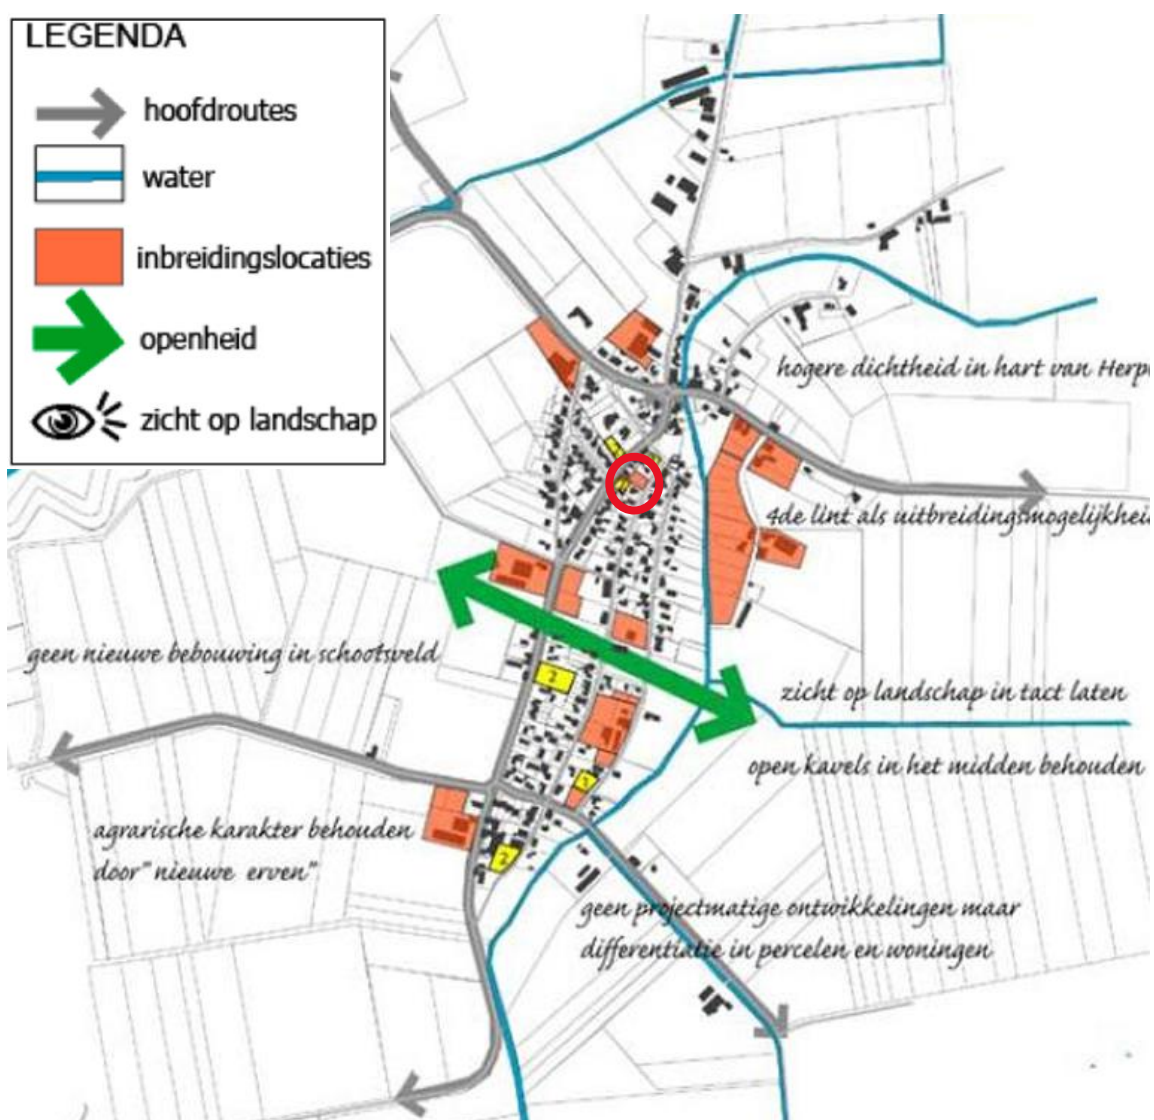 LEGENDA
hoofdroutes
water
inbreidingslocaties
openheid
zicht op landschap
hogere dichtheid in hart van Herp
4de lint als uitbreidingsmogelijkhei
geen nieuwe bebouwing in schootsveld
2
zicht op landschap in tact laten
open kavels in het midden behouden
agrarische karakter behouden
door" nieuwe erven"
2
geen projectmatige ontwikkelingen maar
differentiatie in percelen en woningen